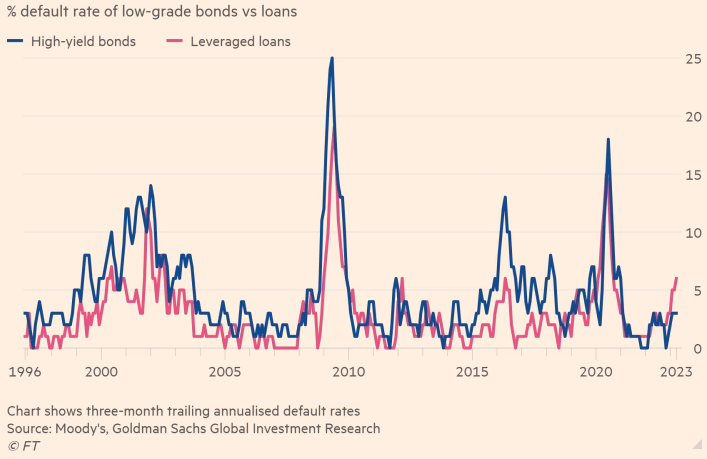 % default rate of low-grade bonds vs loans
High-yield bonds Leveraged loans
25
20
15
10
5
0
1996 2000 2005 2010 2015 2020 2023
Chart shows three-month trailing annualised default rates
Source: Moody's, Goldman Sachs Global Investment Research
© FT